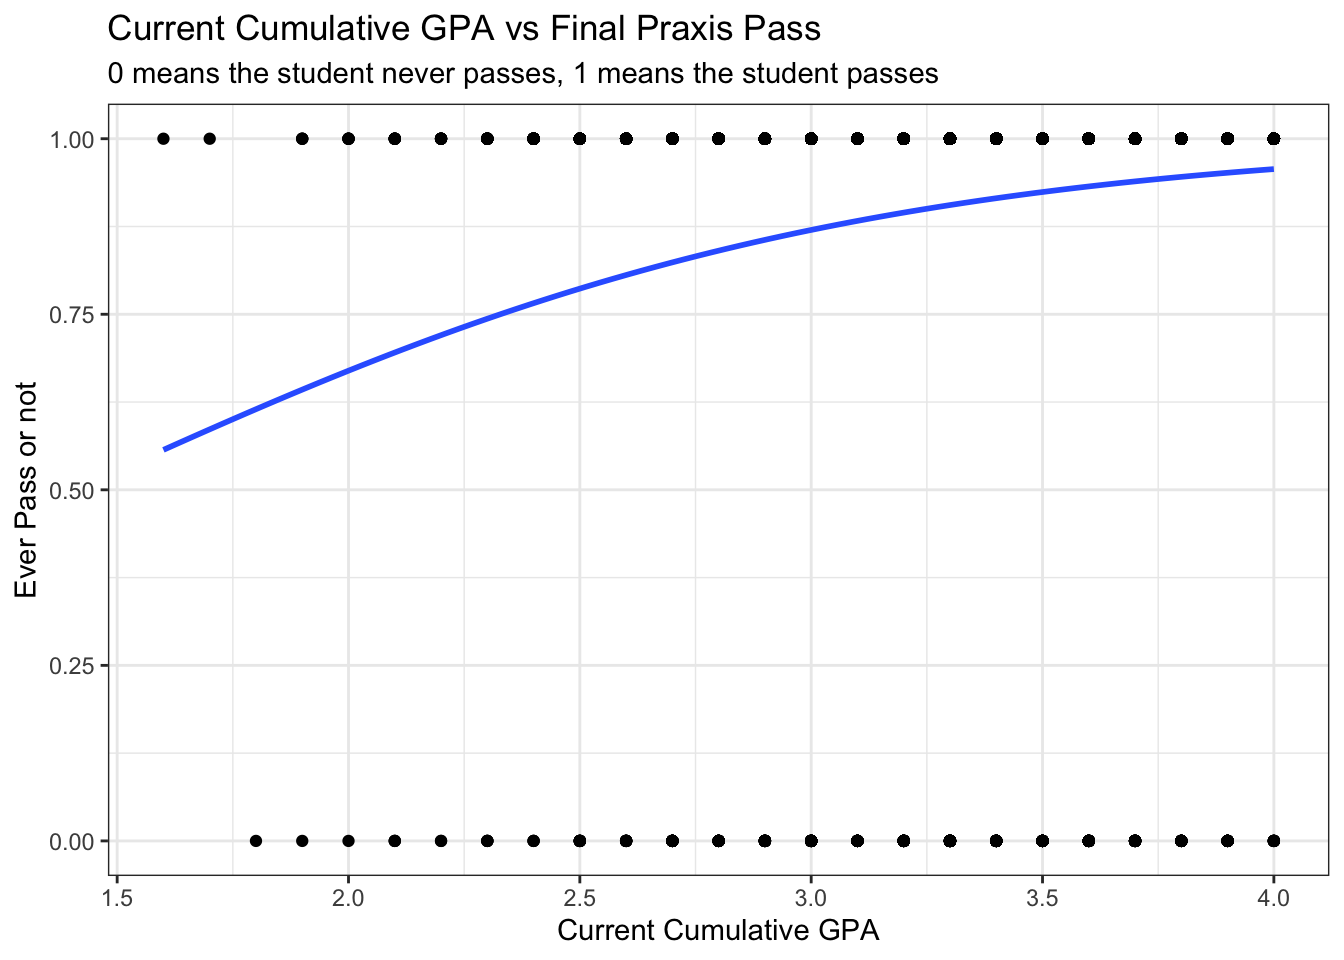 Current Cumulative GPA vs Final Praxis Pass
0 means the student never passes, 1 means the student passes
1.00
0.75
0.50
0.25
0.00
Ever Pass or not
1.5 2.0 2.5 3.0 3.5 4.0
Current Cumulative GPA